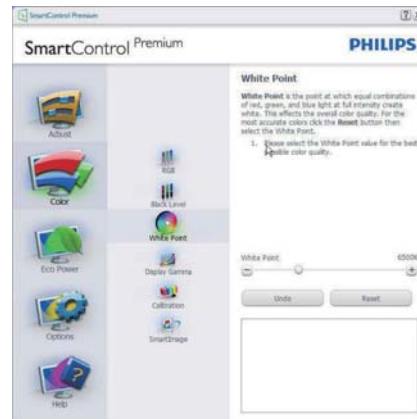 SmartControl Premium
SmartControl Premium
PHILIPS
Adjust
Color
Eco Power
Options
Help
RGB
Black Level
White Point
Display Gamma
Calibration
SmartImage
White Point
White Point is the point at which equal combinations
of red, green, and blue light at full intensity create
white. This effects the overall color quality. For the
most accurate colors click the Reset button then
select the White Point.
1. Please select the White Point value for the best
possible color quality.
White Point
6500K
Undo
Reset